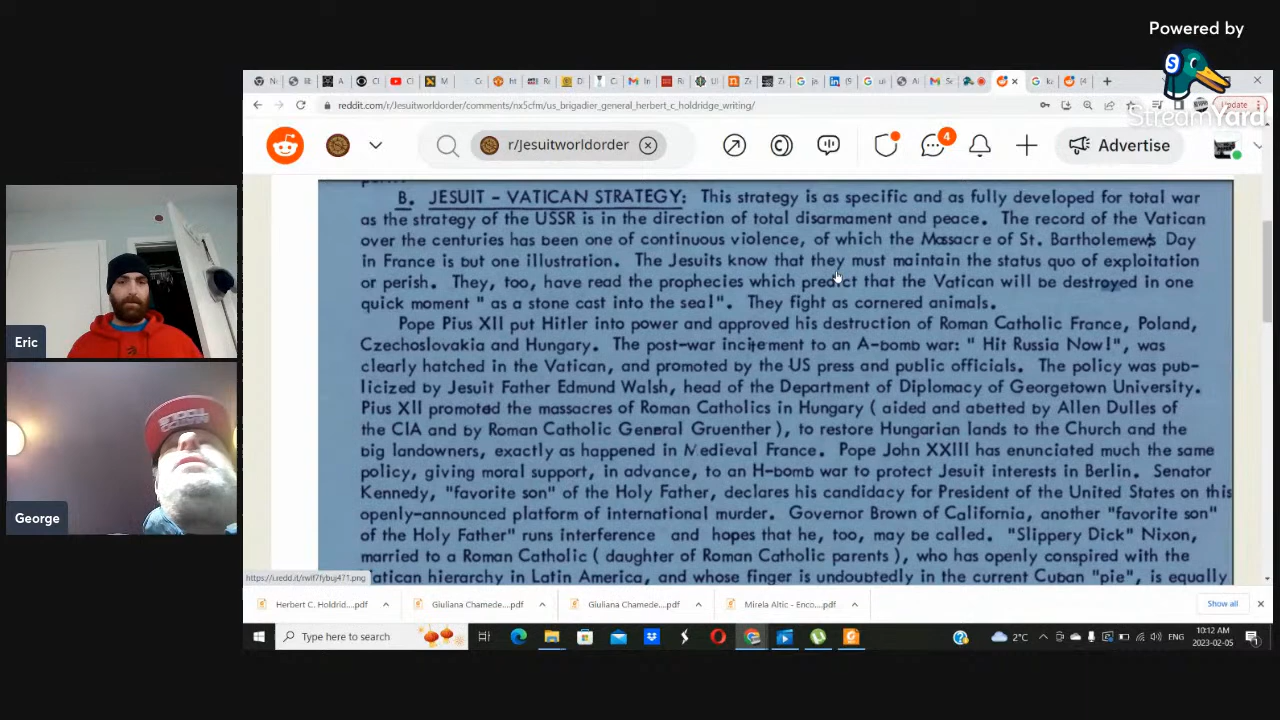 Powered by
StreamYard
reddit.com/r/Jesuitworldorder/comments/nx5cfm/us_brigadier_general_herbert_c_holdridge_writing/
Update
r/Jesuitworldorder
4
Advertise
B. JESUIT - VATICAN STRATEGY: This strategy is as specific and as fully developed for total war
as the strategy of the USSR is in the direction of total disarmament and peace. The record of the Vatican
over the centuries has been one of continuous violence, of which the Massacre of St. Bartholemew's Day
in France is but one illustration. The Jesuits know that they must maintain the status quo of exploitation
or perish. They, too, have read the prophecies which predict that the Vatican will be destroyed in one
quick moment " as a stone cast into the sea!". They fight as cornered animals.
Pope Pius XII put Hitler into power and approved his destruction of Roman Catholic France, Poland,
Czechoslovakia and Hungary. The post-war incitement to an A-bomb war: " Hit Russia Now!", was
clearly hatched in the Vatican, and promoted by the US press and public officials. The policy was pub-
licized by Jesuit Father Edmund Walsh, head of the Department of Diplomacy of Georgetown University.
Pius XII promoted the massacres of Roman Catholics in Hungary ( aided and abetted by Allen Dulles of
the CIA and by Roman Catholic General Gruenther ), to restore Hungarian lands to the Church and the
big landowners, exactly as happened in Medieval France. Pope John XXIII has enunciated much the same
policy, giving moral support, in advance, to an H-bomb war to protect Jesuit interests in Berlin. Senator
Kennedy, "favorite son" of the Holy Father, declares his candidacy for President of the United States on this
openly-announced platform of international murder. Governor Brown of California, another "favorite son"
of the Holy Father" runs interference and hopes that he, too, may be called. "Slippery Dick" Nixon,
married to a Roman Catholic ( daughter of Roman Catholic parents ), who has openly conspired with the
Vatican hierarchy in Latin America, and whose finger is undoubtedly in the current Cuban "pie", is equally
https://i.redd.it/rwlf7fybuj471.png
Herbert C. Holdrid....pdf
Giuliana Chamede....pdf
Giuliana Chamede....pdf
Mirela Altic - Enco....pdf
Show all
Type here to search
2°C
ENG
10:12 AM
2023-02-05
Eric
George